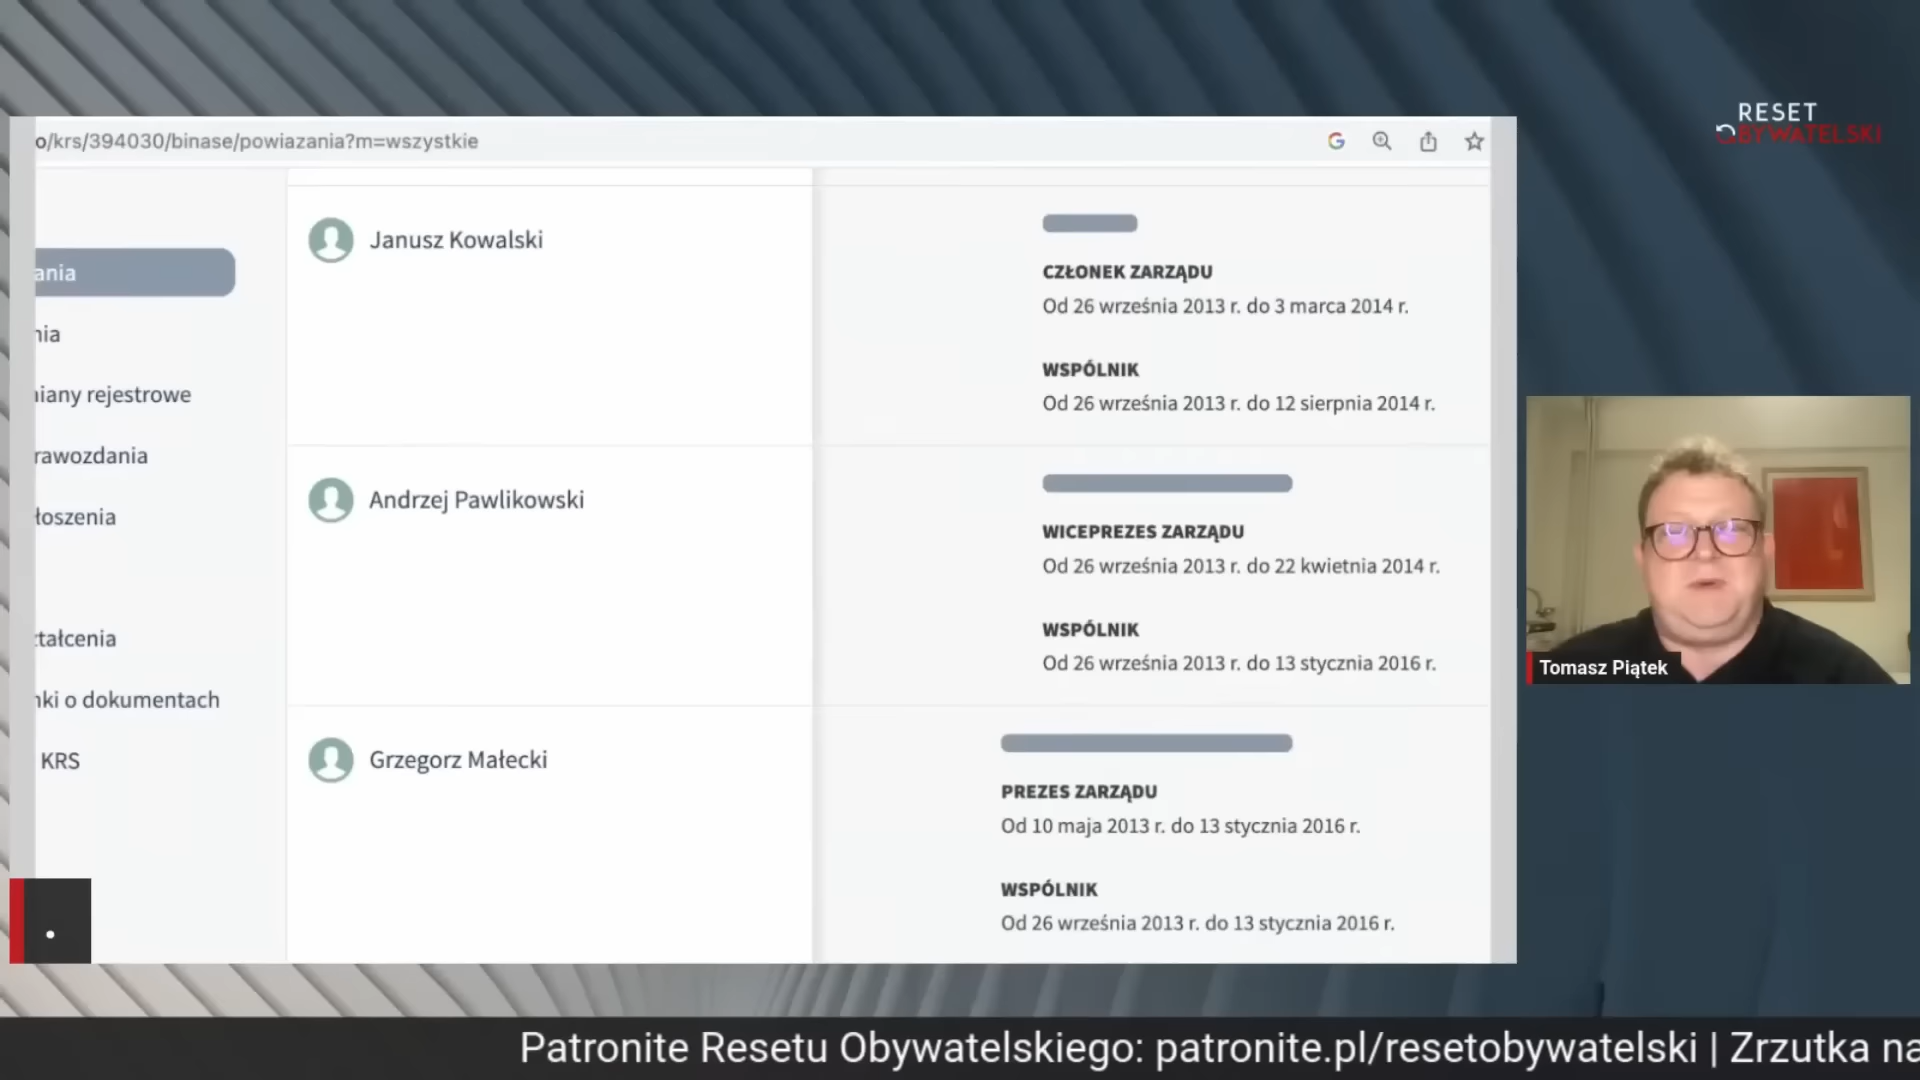 RESET
OBYWATELSKI
o/krs/394030/binase/powiazania?m=wszystkie
ania
nia
niany rejestrowe
rawozdania
łoszenia
ztałcenia
nki o dokumentach
KRS
Janusz Kowalski
CZŁONEK ZARZĄDU
Od 26 września 2013 r. do 3 marca 2014 r.
WSPÓLNIK
Od 26 września 2013 r. do 12 sierpnia 2014 r.
Andrzej Pawlikowski
WICEPREZES ZARZĄDU
Od 26 września 2013 r. do 22 kwietnia 2014 r.
WSPÓLNIK
Od 26 września 2013 r. do 13 stycznia 2016 r.
Grzegorz Małecki
PREZES ZARZĄDU
Od 10 maja 2013 r. do 13 stycznia 2016 r.
WSPÓLNIK
Od 26 września 2013 r. do 13 stycznia 2016 r.
Tomasz Piątek
.
Patronite Resetu Obywatelskiego: patronite.pl/resetobywatelski | Zrzutka na